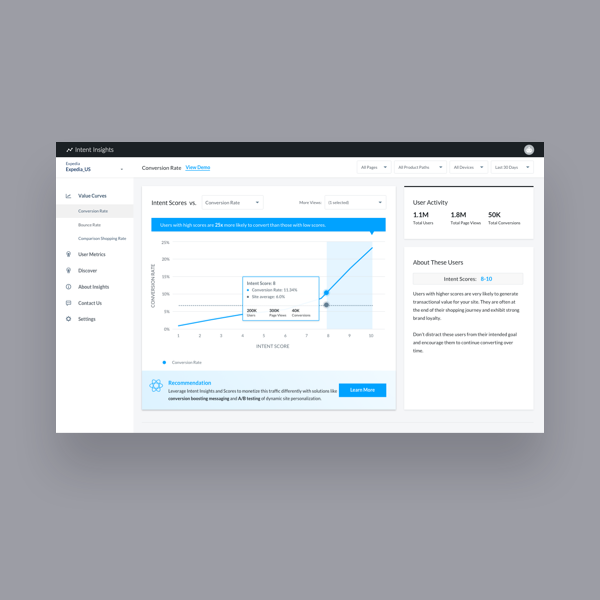 Intent Insights
Expedia
Expedia_US
Conversion Rate View Demo
All Pages
All Product Paths
All Devices
Last 30 Days
Value Curves
Conversion Rate
Bounce Rate
Comparison Shopping Rate
User Metrics
Discover
About Insights
Contact Us
Settings
Intent Scores vs. Conversion Rate
More Views: (5 selected)
Users with high scores are 25x more likely to convert than those with low scores.
CONVERSION RATE
25%
20%
15%
10%
5%
0%
Intent Score: 8
Conversion Rate: 11.34%
Site average: 6.0%
200K 300K 40K
Users Page Views Conversions
1 2 3 4 5 6 7 8 9 10
INTENT SCORE
Conversion Rate
Recommendation
Leverage Intent Insights and Scores to monetize this traffic differently with solutions like
conversion boosting messaging and A/B testing of dynamic site personalization.
Learn More
User Activity
1.1M 1.8M 50K
Total Users Total Page Views Total Conversions
About These Users
Intent Scores: 8-10
Users with higher scores are very likely to generate
transactional value for your site. They are often at
the end of their shopping journey and exhibit strong
brand loyalty.
Don't distract these users from their intended goal
and encourage them to continue converting over
time.